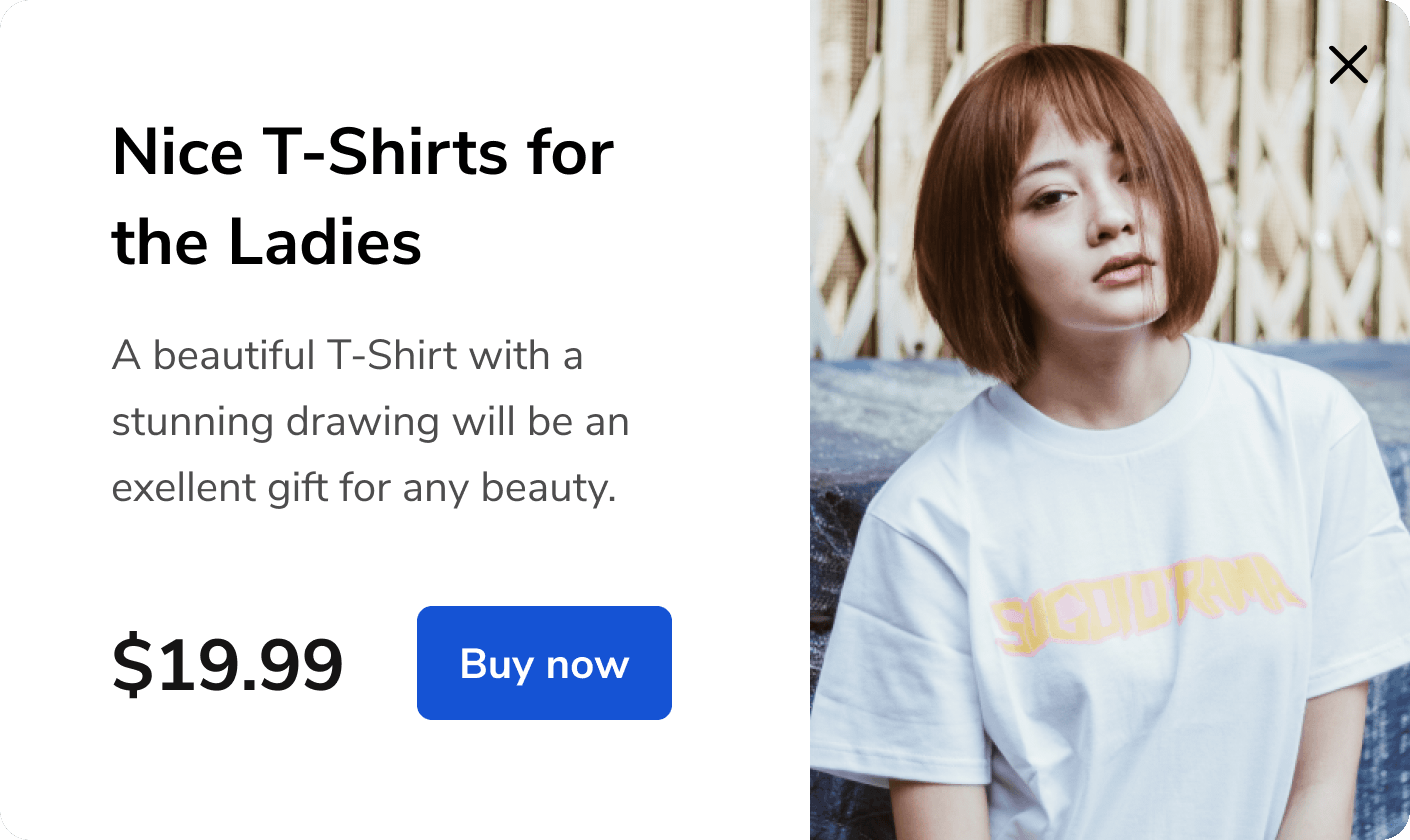 Nice T-Shirts for
the Ladies
A beautiful T-Shirt with a
stunning drawing will be an
exellent gift for any beauty.
$19.99
Buy now